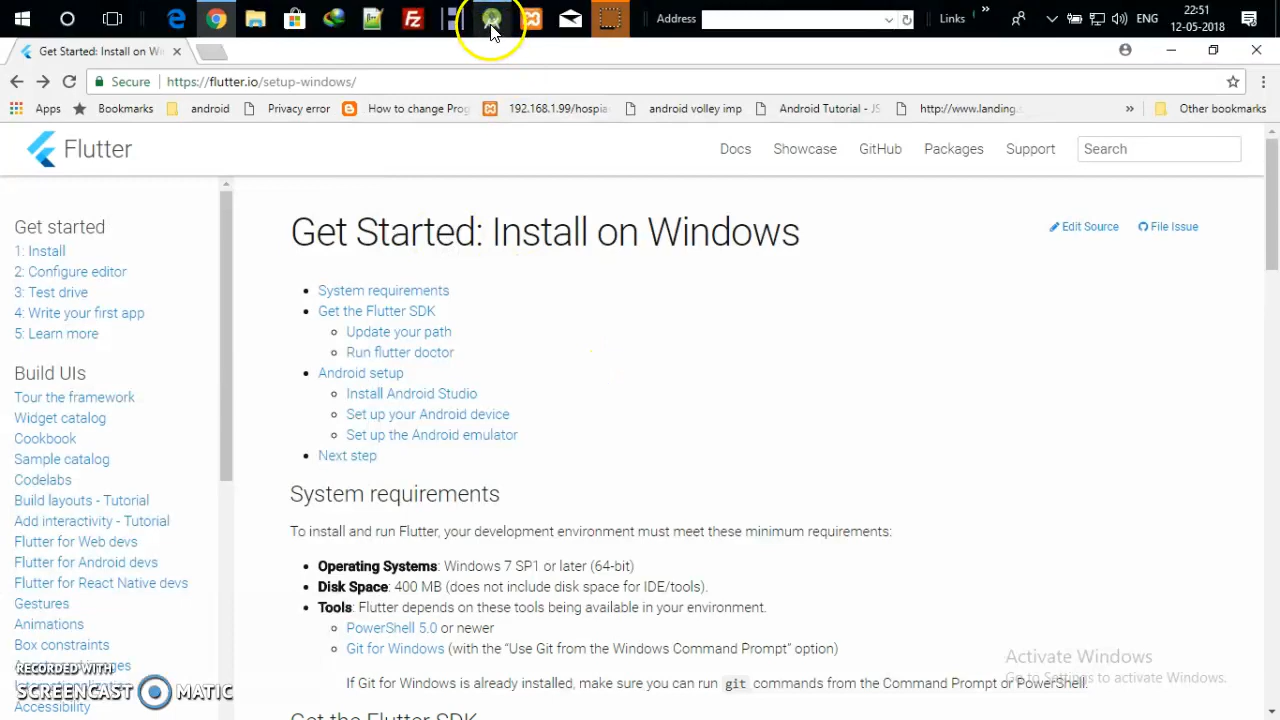 Address
Links
»
ENG
22:51
12-05-2018
Get Started: Install on Wi
Secure
https://flutter.io/setup-windows/
Apps
Bookmarks
android
Privacy error
How to change Prog
192.168.1.99/hospia
android volley imp
Android Tutorial - JS
http://www.landing.
»
Other bookmarks
Flutter
Docs
Showcase
GitHub
Packages
Support
Search
Get started
1: Install
2: Configure editor
3: Test drive
4: Write your first app
5: Learn more
Build UIs
Tour the framework
Widget catalog
Cookbook
Sample catalog
Codelabs
Build layouts - Tutorial
Add interactivity - Tutorial
Flutter for Web devs
Flutter for Android devs
Flutter for React Native devs
Gestures
Animations
Box constraints
Accessibility
Get Started: Install on Windows
Edit Source
File Issue
System requirements
Get the Flutter SDK
Update your path
Run flutter doctor
Android setup
Install Android Studio
Set up your Android device
Set up the Android emulator
Next step
System requirements
To install and run Flutter, your development environment must meet these minimum requirements:
Operating Systems: Windows 7 SP1 or later (64-bit)
Disk Space: 400 MB (does not include disk space for IDE/tools).
Tools: Flutter depends on these tools being available in your environment.
PowerShell 5.0 or newer
Git for Windows (with the “Use Git from the Windows Command Prompt” option)
If Git for Windows is already installed, make sure you can run git commands from the Command Prompt or PowerShell.
Get the Flutter SDK
Activate Windows
Go to Settings to activate Windows.
RECORDED WITH
SCREENCAST MATIC